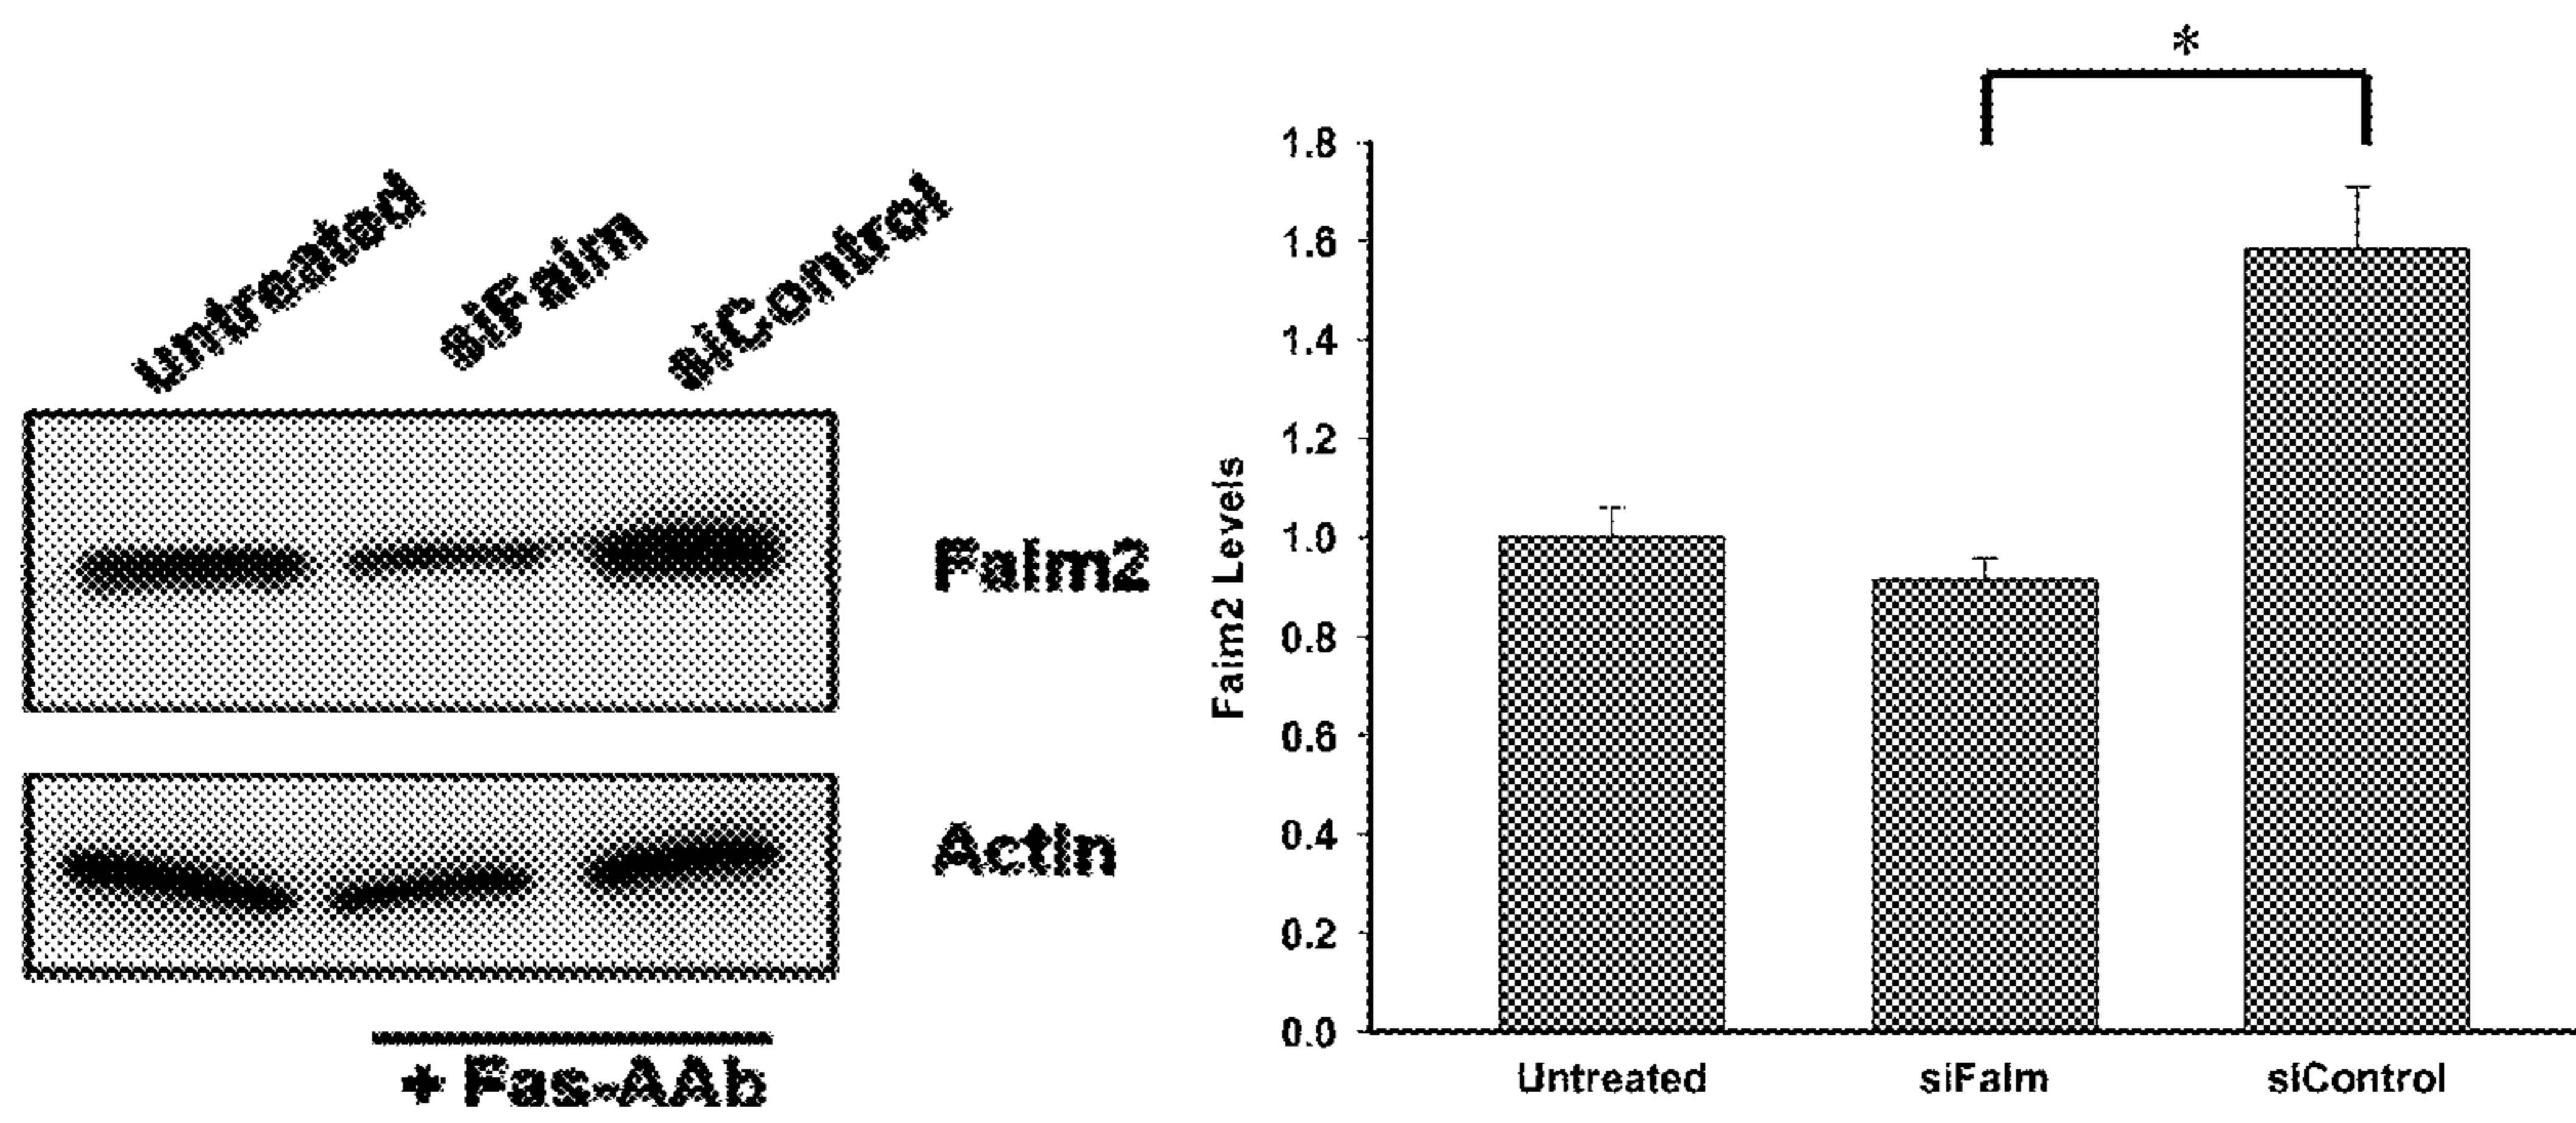 untreated
siFaim
siControl
Faim2
Actin
+ Fas-AAb
*
1.8
1.6
1.4
1.2
1.0
0.8
0.6
0.4
0.2
0.0
Faim2 Levels
Untreated
siFaim
siControl